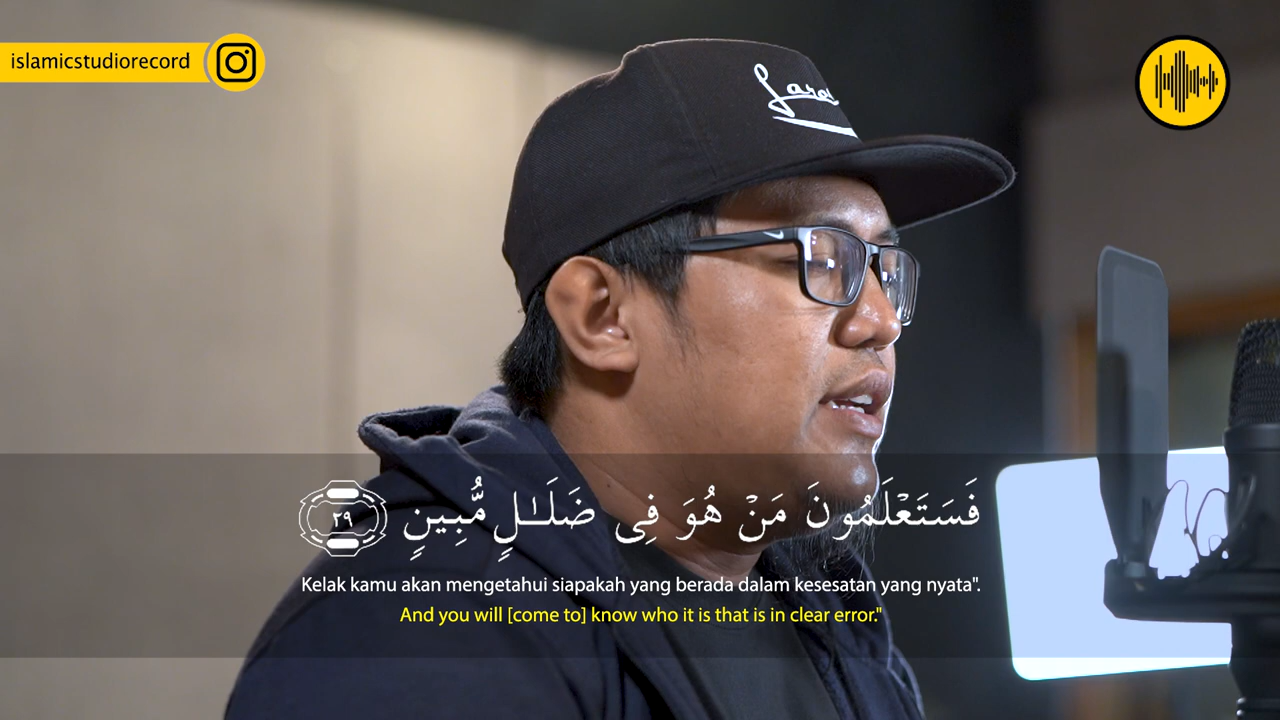 islamicstudiorecord
فَسَتَعْلَمُونَ مَنْ هُوَ فِى ضَلَـٰلٍ مُّبِينٍ ٢٩
Kelak kamu akan mengetahui siapakah yang berada dalam kesesatan yang nyata".
And you will [come to] know who it is that is in clear error."